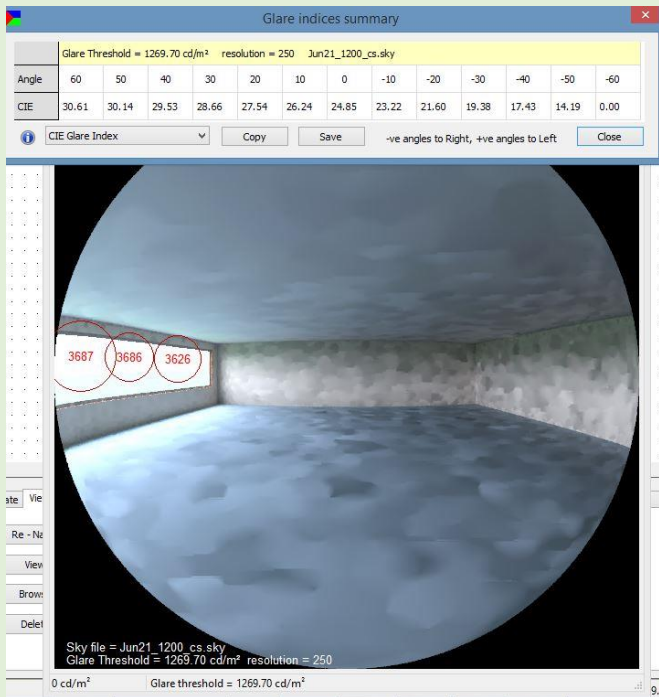 Glare indices summary
Glare Threshold = 1269.70 cd/m² resolution = 250 Jun21_1200_cs.sky
Angle 60 50 40 30 20 10 0 -10 -20 -30 -40 -50 -60
CIE 30.61 30.14 29.53 28.66 27.54 26.24 24.85 23.22 21.60 19.38 17.43 14.19 0.00
CIE Glare Index Copy Save -ve angles to Right, +ve angles to Left Close
3687 3686 3626
Re - Na
View
Brows
Delet
Sky file = Jun21_1200_cs.sky
Glare Threshold = 1269.70 cd/m² resolution = 250
0 cd/m² Glare threshold = 1269.70 cd/m²